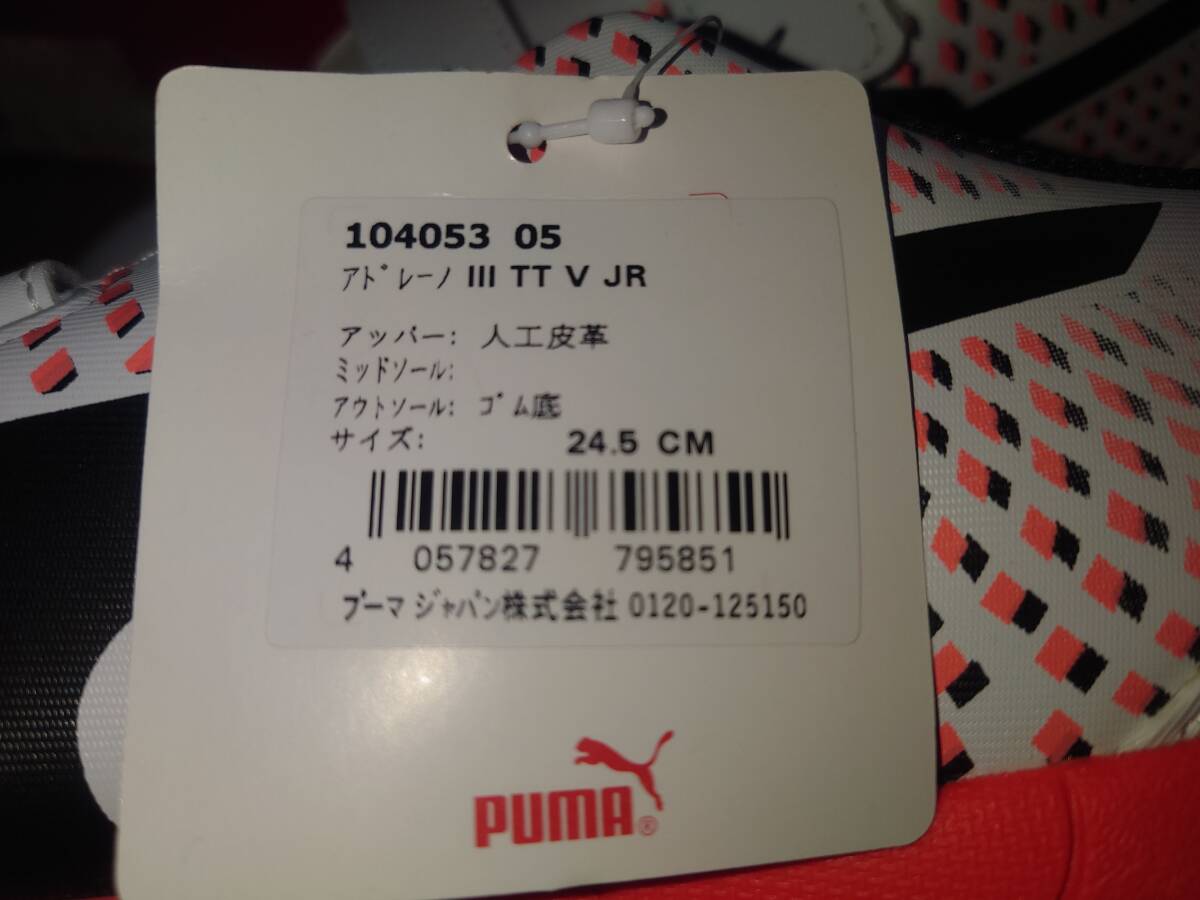 104053 05
アドレーノ III TT V JR
アッパー: 人工皮革
ミッドソール:
アウトソール: ゴム底
サイズ: 24.5 CM
4 057827 795851
プーマ ジャパン株式会社 0120-125150
PUMA®